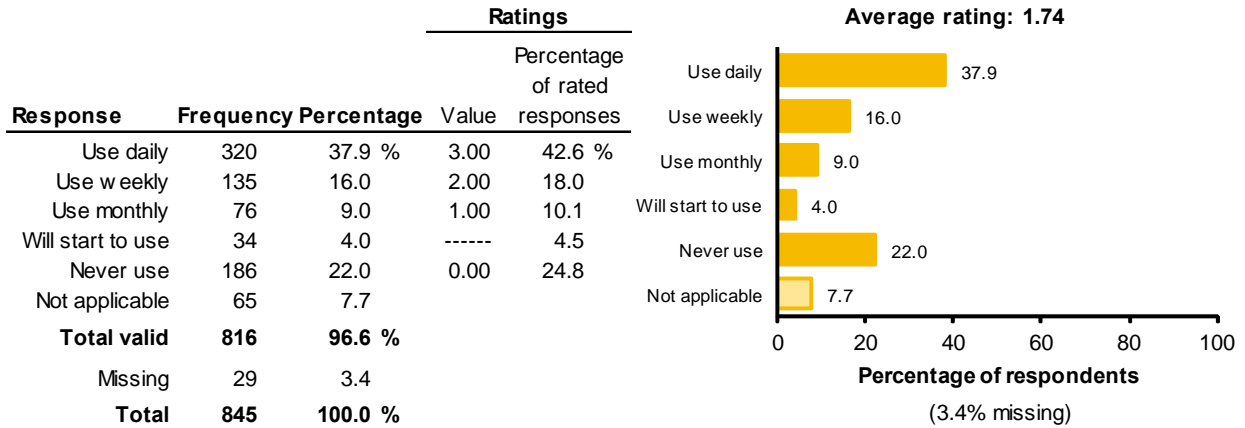 Ratings
Response Frequency Percentage Value Percentage of rated responses
Use daily 320 37.9 % 3.00 42.6 %
Use weekly 135 16.0 2.00 18.0
Use monthly 76 9.0 1.00 10.1
Will start to use 34 4.0 ------ 4.5
Never use 186 22.0 0.00 24.8
Not applicable 65 7.7
Total valid 816 96.6 %
Missing 29 3.4
Total 845 100.0 %
Average rating: 1.74
Use daily 37.9
Use weekly 16.0
Use monthly 9.0
Will start to use 4.0
Never use 22.0
Not applicable 7.7
0 20 40 60 80 100
Percentage of respondents
(3.4% missing)